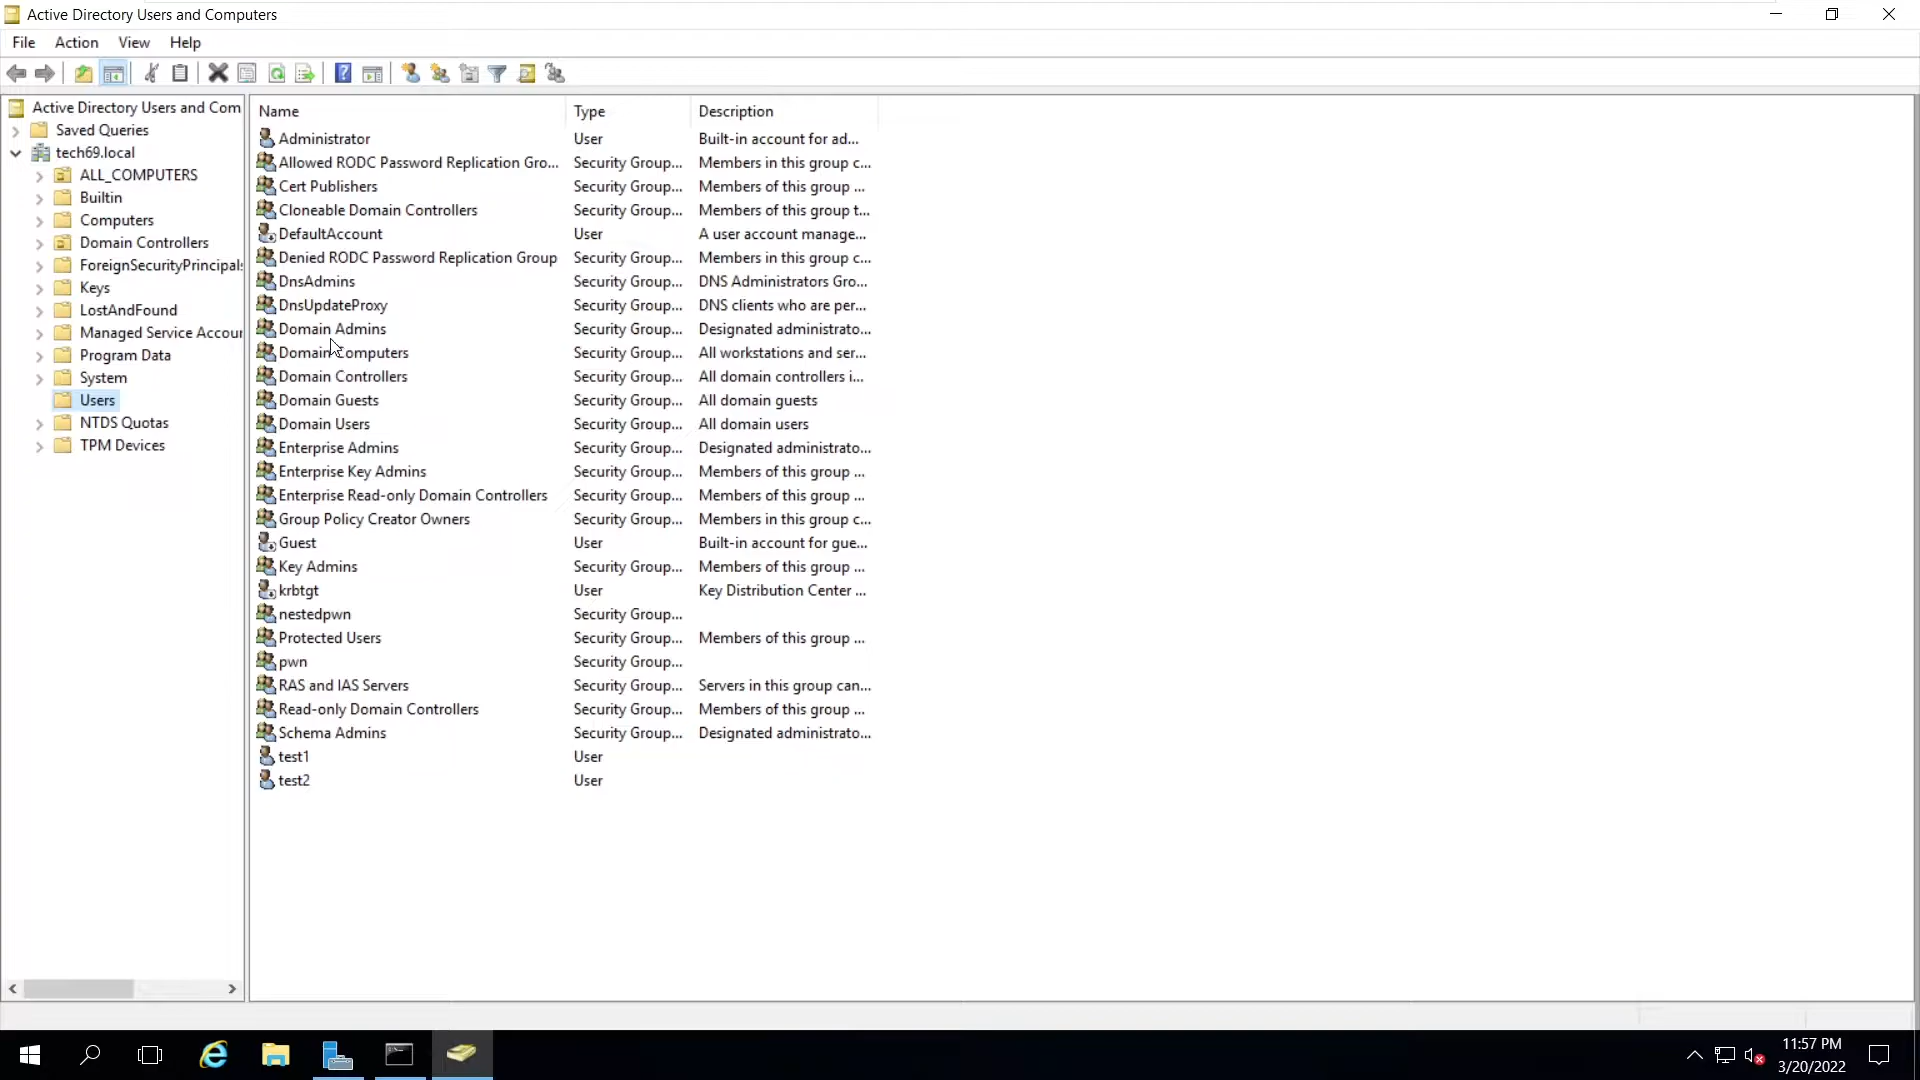 Active Directory Users and Computers
File Action View Help
Active Directory Users and Com
Saved Queries
tech69.local
ALL_COMPUTERS
Builtin
Computers
Domain Controllers
ForeignSecurityPrincipals
Keys
LostAndFound
Managed Service Accour
Program Data
System
Users
NTDS Quotas
TPM Devices
Name Type Description
Administrator User Built-in account for ad...
Allowed RODC Password Replication Gro... Security Group... Members in this group c...
Cert Publishers Security Group... Members of this group ...
Cloneable Domain Controllers Security Group... Members of this group t...
DefaultAccount User A user account manage...
Denied RODC Password Replication Group Security Group... Members in this group c...
DnsAdmins Security Group... DNS Administrators Gro...
DnsUpdateProxy Security Group... DNS clients who are per...
Domain Admins Security Group... Designated administrato...
Domain Computers Security Group... All workstations and ser...
Domain Controllers Security Group... All domain controllers i...
Domain Guests Security Group... All domain guests
Domain Users Security Group... All domain users
Enterprise Admins Security Group... Designated administrato...
Enterprise Key Admins Security Group... Members of this group ...
Enterprise Read-only Domain Controllers Security Group... Members of this group ...
Group Policy Creator Owners Security Group... Members in this group c...
Guest User Built-in account for gue...
Key Admins Security Group... Members of this group ...
krbtgt User Key Distribution Center ...
nestedpwn Security Group...
Protected Users Security Group... Members of this group ...
pwn Security Group...
RAS and IAS Servers Security Group... Servers in this group can...
Read-only Domain Controllers Security Group... Members of this group ...
Schema Admins Security Group... Designated administrato...
test1 User
test2 User
11:57 PM
3/20/2022